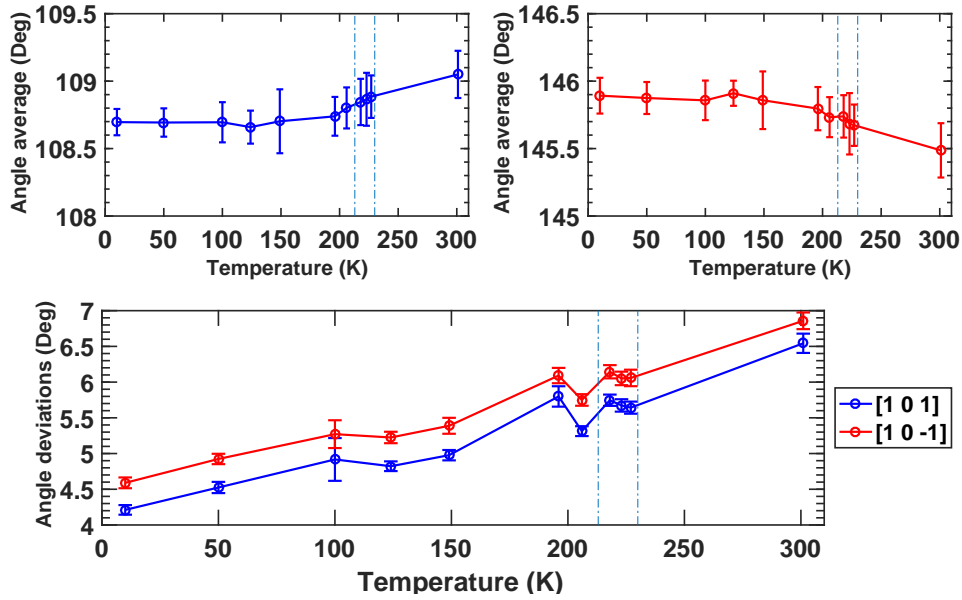 109.5
109
108.5
108
Angle average (Deg)
0 50 100 150 200 250 300
Temperature (K)
146.5
146
145.5
145
Angle average (Deg)
0 50 100 150 200 250 300
Temperature (K)
7
6.5
6
5.5
5
4.5
4
Angle deviations (Deg)
0 50 100 150 200 250 300
Temperature (K)
[1 0 1]
[1 0 -1]